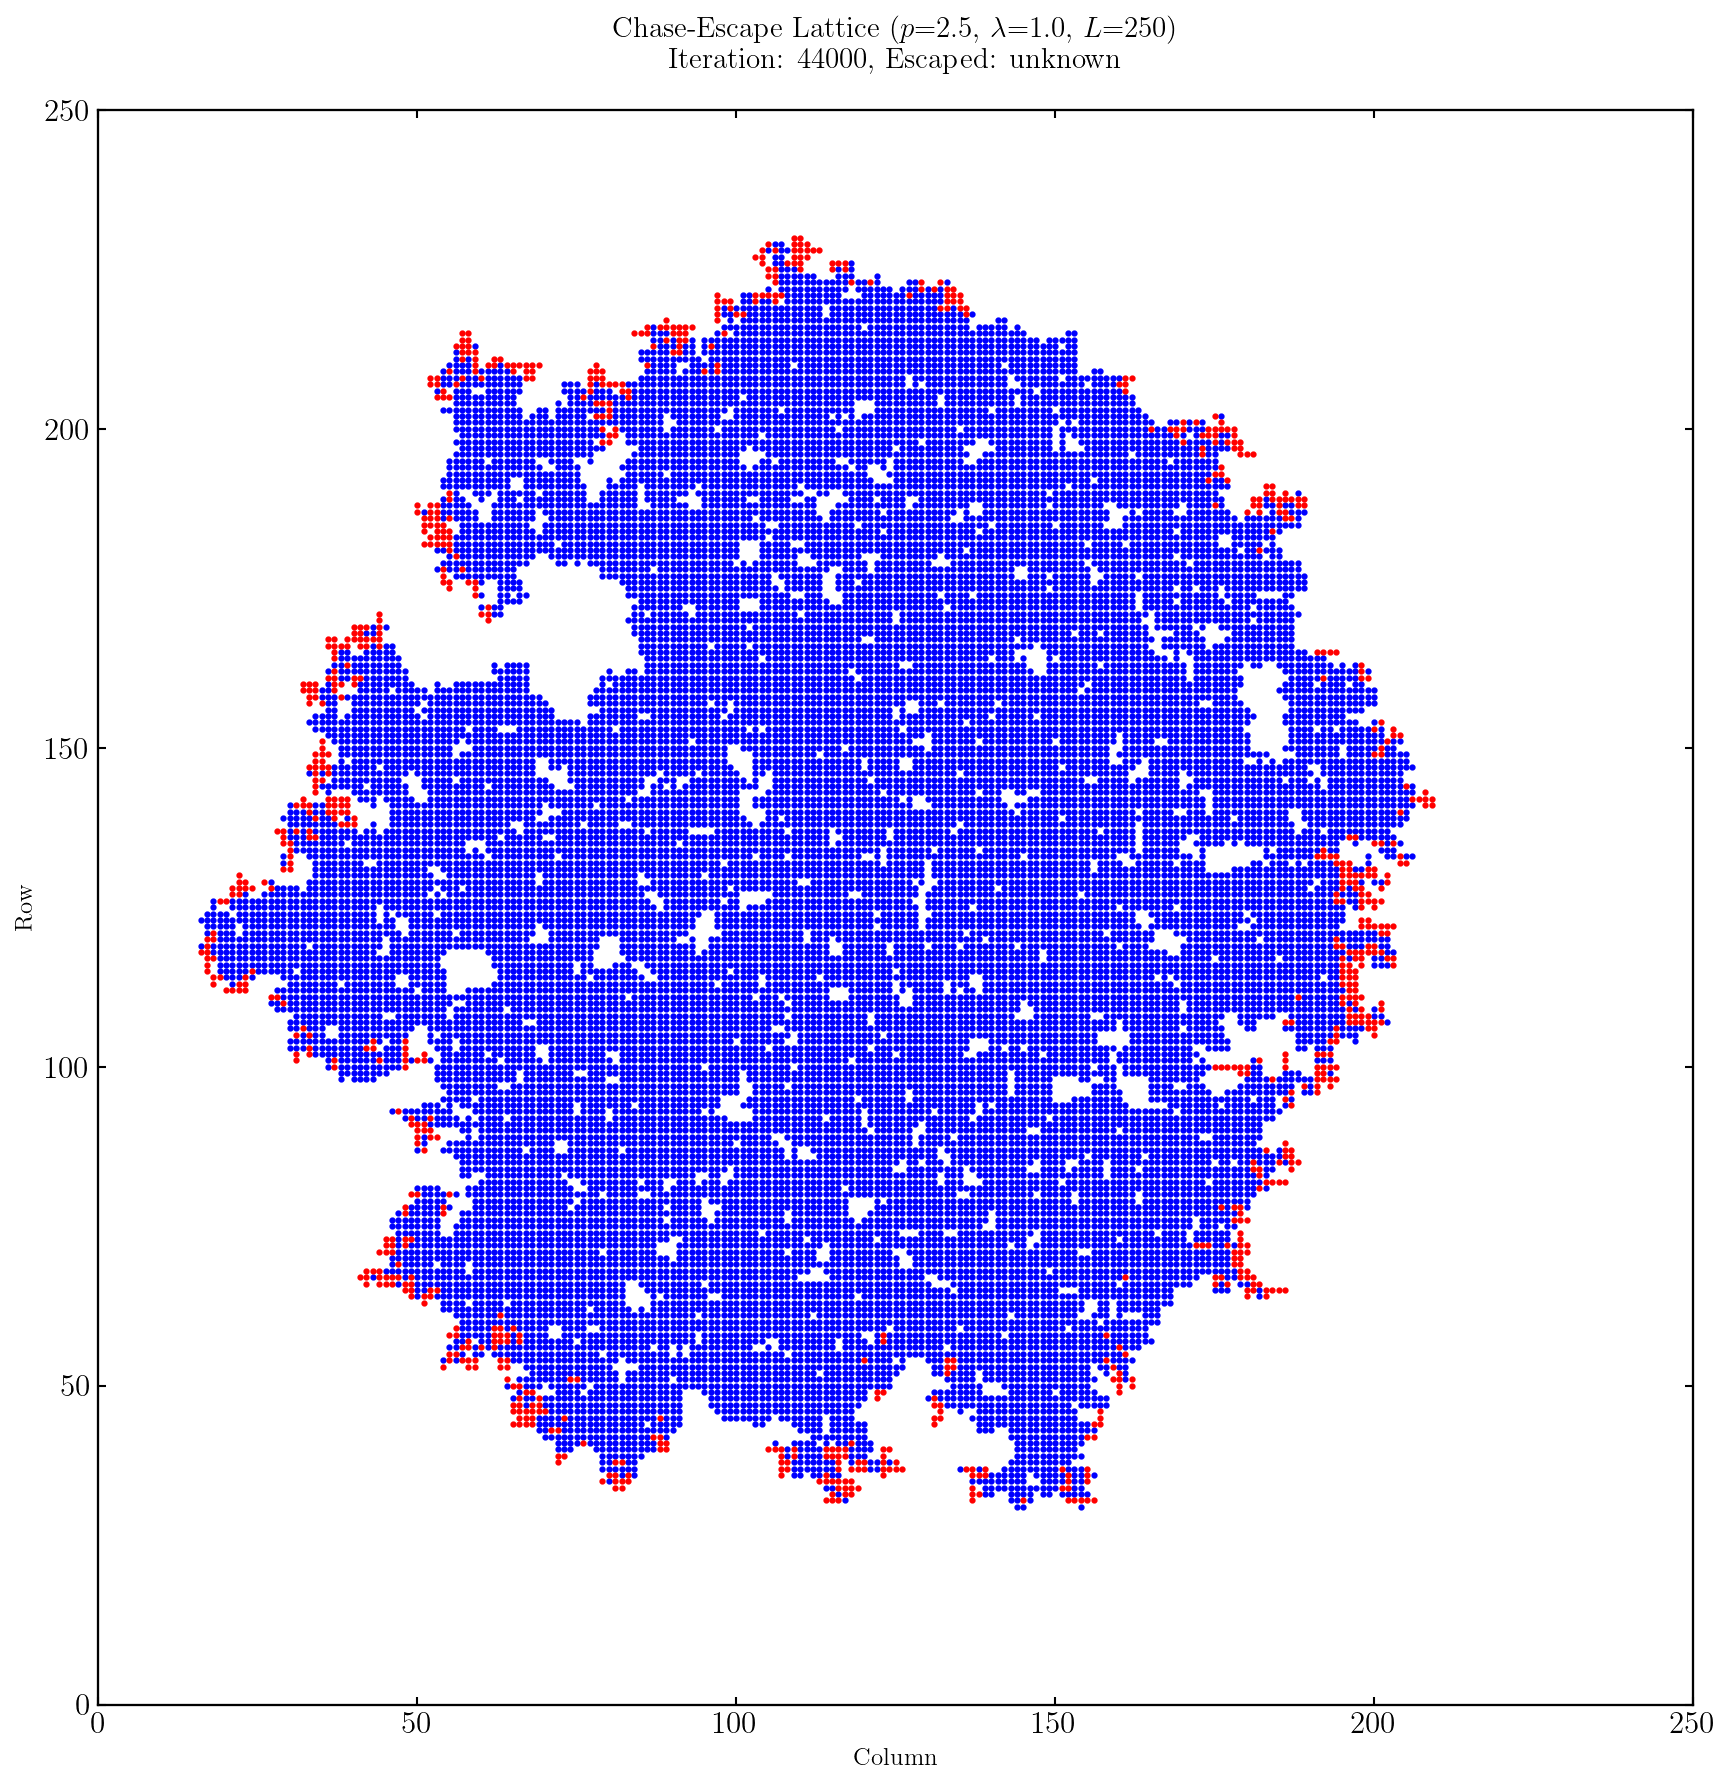 Chase-Escape Lattice (p=2.5, λ=1.0, L=250)
Iteration: 44000, Escaped: unknown
250
200
150
100
50
0
Row
0 50 100 150 200 250
Column